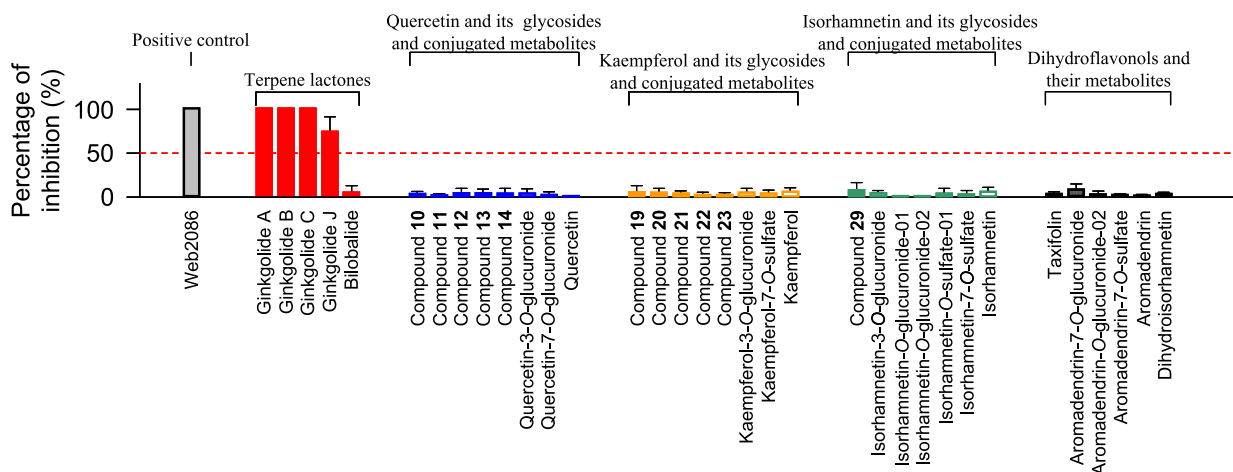 Positive control
Terpene lactones
Quercetin and its glycosides
and conjugated metabolites
Kaempferol and its glycosides
and conjugated metabolites
Isorhamnetin and its glycosides
and conjugated metabolites
Dihydroflavonols and
their metabolites
Percentage of
inhibition (%)
100
50
0
Web2086
Ginkgolide A
Ginkgolide B
Ginkgolide C
Ginkgolide J
Bilobalide
Compound 10
Compound 11
Compound 12
Compound 13
Compound 14
Quercetin-3-O-glucuronide
Quercetin-7-O-glucuronide
Quercetin
Compound 19
Compound 20
Compound 21
Compound 22
Compound 23
Kaempferol-3-O-glucuronide
Kaempferol-7-O-sulfate
Kaempferol
Compound 29
Isorhamnetin-3-O-glucuronide
Isorhamnetin-O-glucuronide-01
Isorhamnetin-O-glucuronide-02
Isorhamnetin-O-sulfate-01
Isorhamnetin-7-O-sulfate
Isorhamnetin
Taxifolin
Aromadendrin-7-O-glucuronide
Aromadendrin-O-glucuronide-02
Aromadendrin-7-O-sulfate
Aromadendrin
Dihydroisorhamnetin